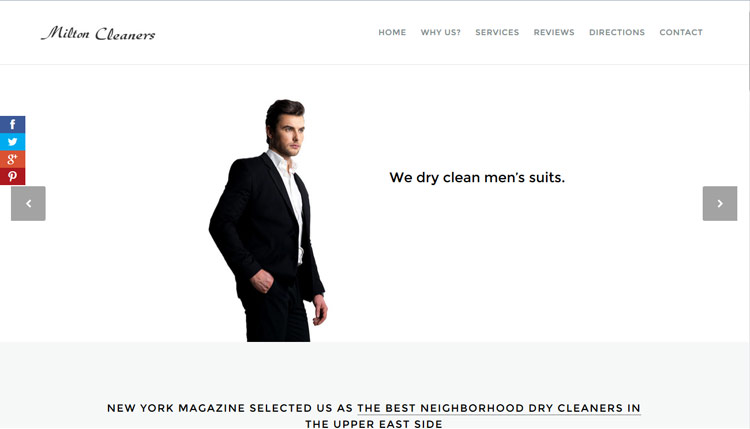 Milton Cleaners
HOME WHY US? SERVICES REVIEWS DIRECTIONS CONTACT
We dry clean men's suits.
NEW YORK MAGAZINE SELECTED US AS THE BEST NEIGHBORHOOD DRY CLEANERS IN
THE UPPER EAST SIDE